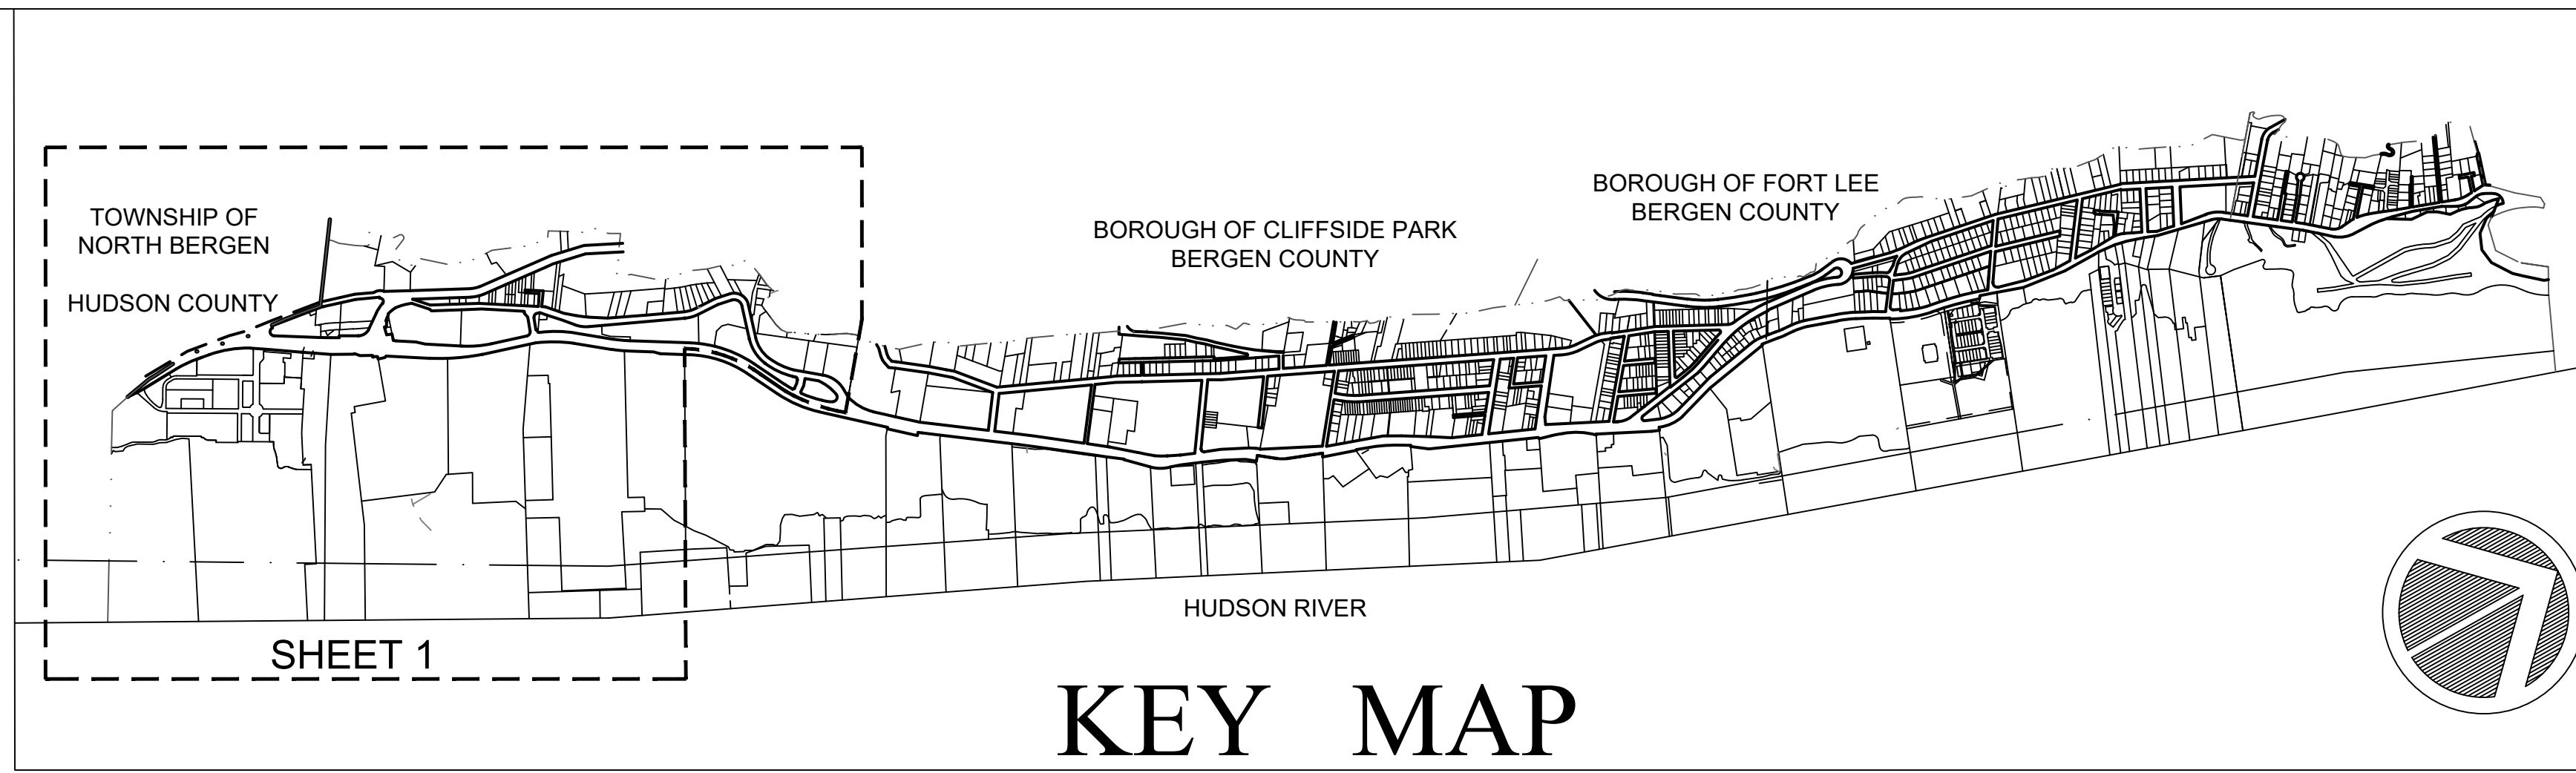 TOWNSHIP OF
NORTH BERGEN
HUDSON COUNTY
BOROUGH OF CLIFFSIDE PARK
BERGEN COUNTY
BOROUGH OF FORT LEE
BERGEN COUNTY
HUDSON RIVER
SHEET 1
KEY MAP